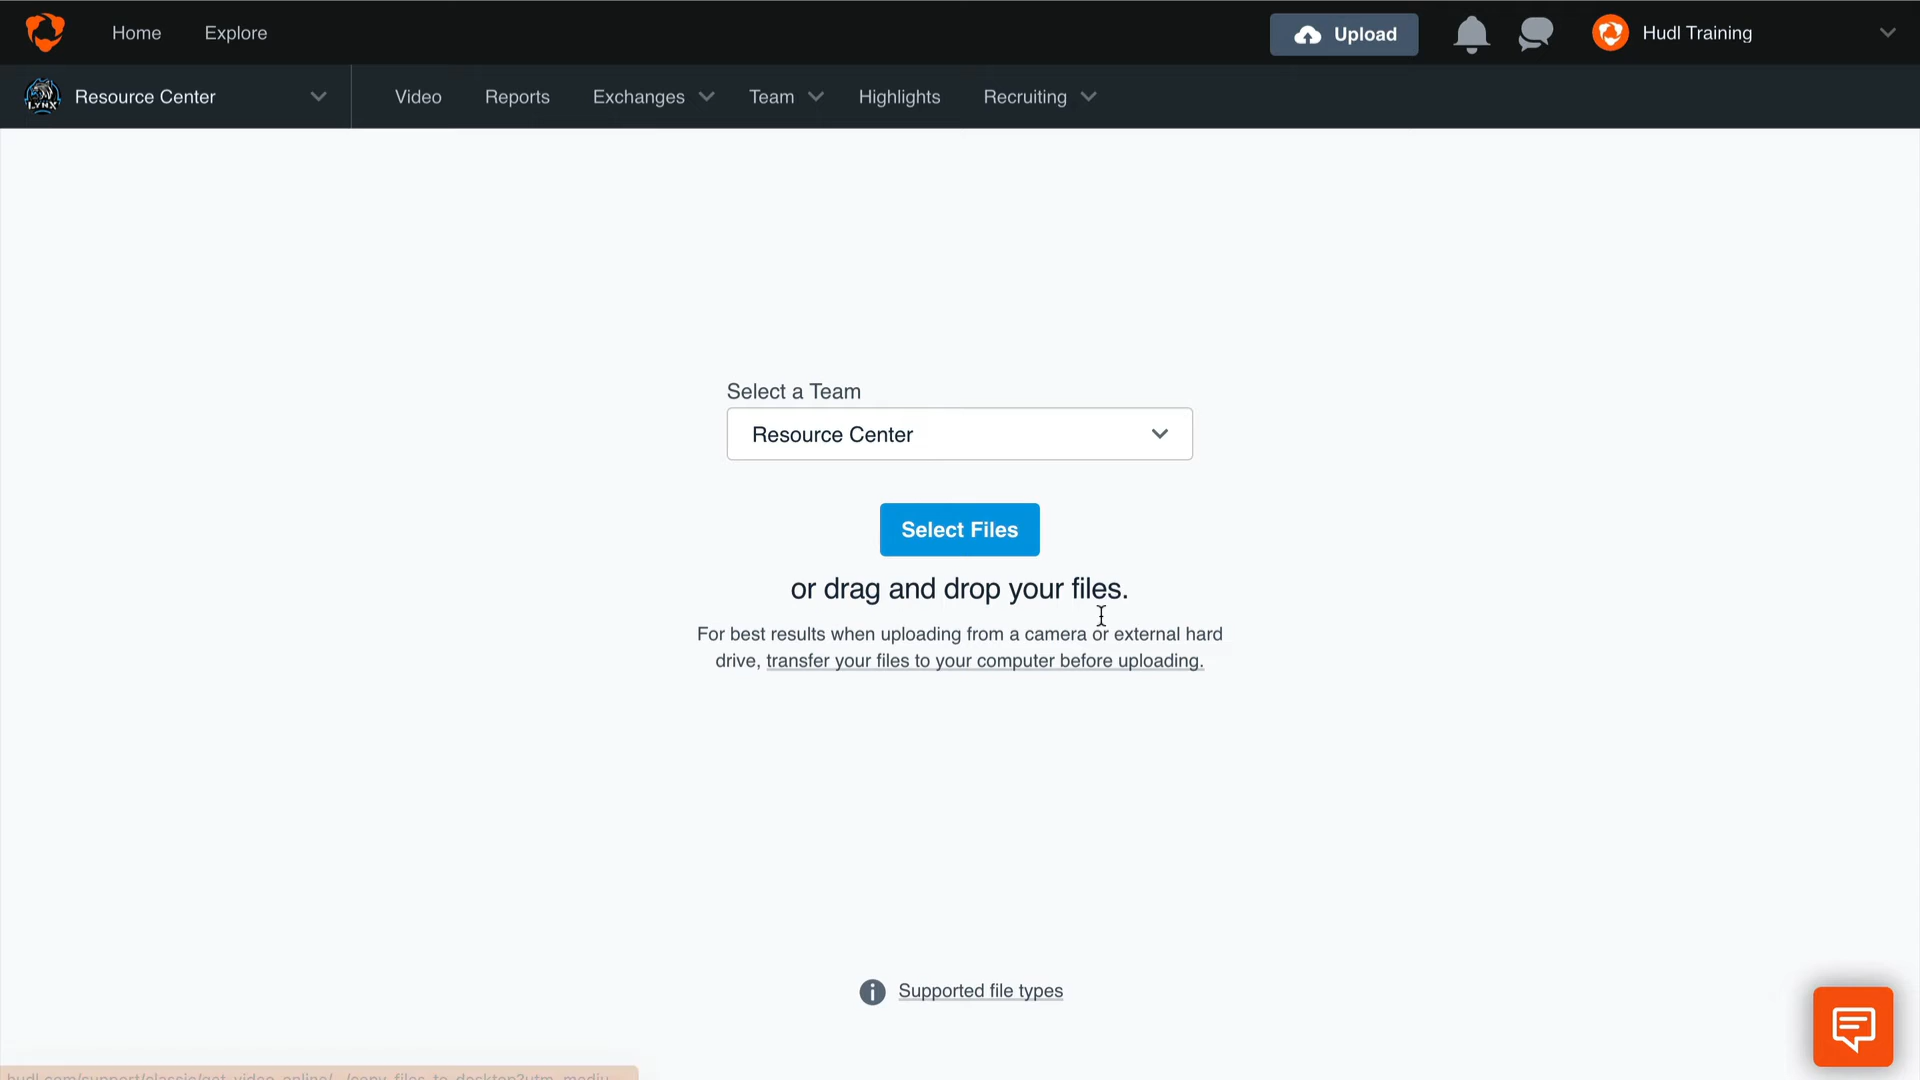 Home
Explore
Upload
Hudl Training
LYNX
Resource Center
Video
Reports
Exchanges
Team
Highlights
Recruiting
Select a Team
Resource Center
Select Files
or drag and drop your files.
For best results when uploading from a camera or external hard
drive, transfer your files to your computer before uploading.
Supported file types